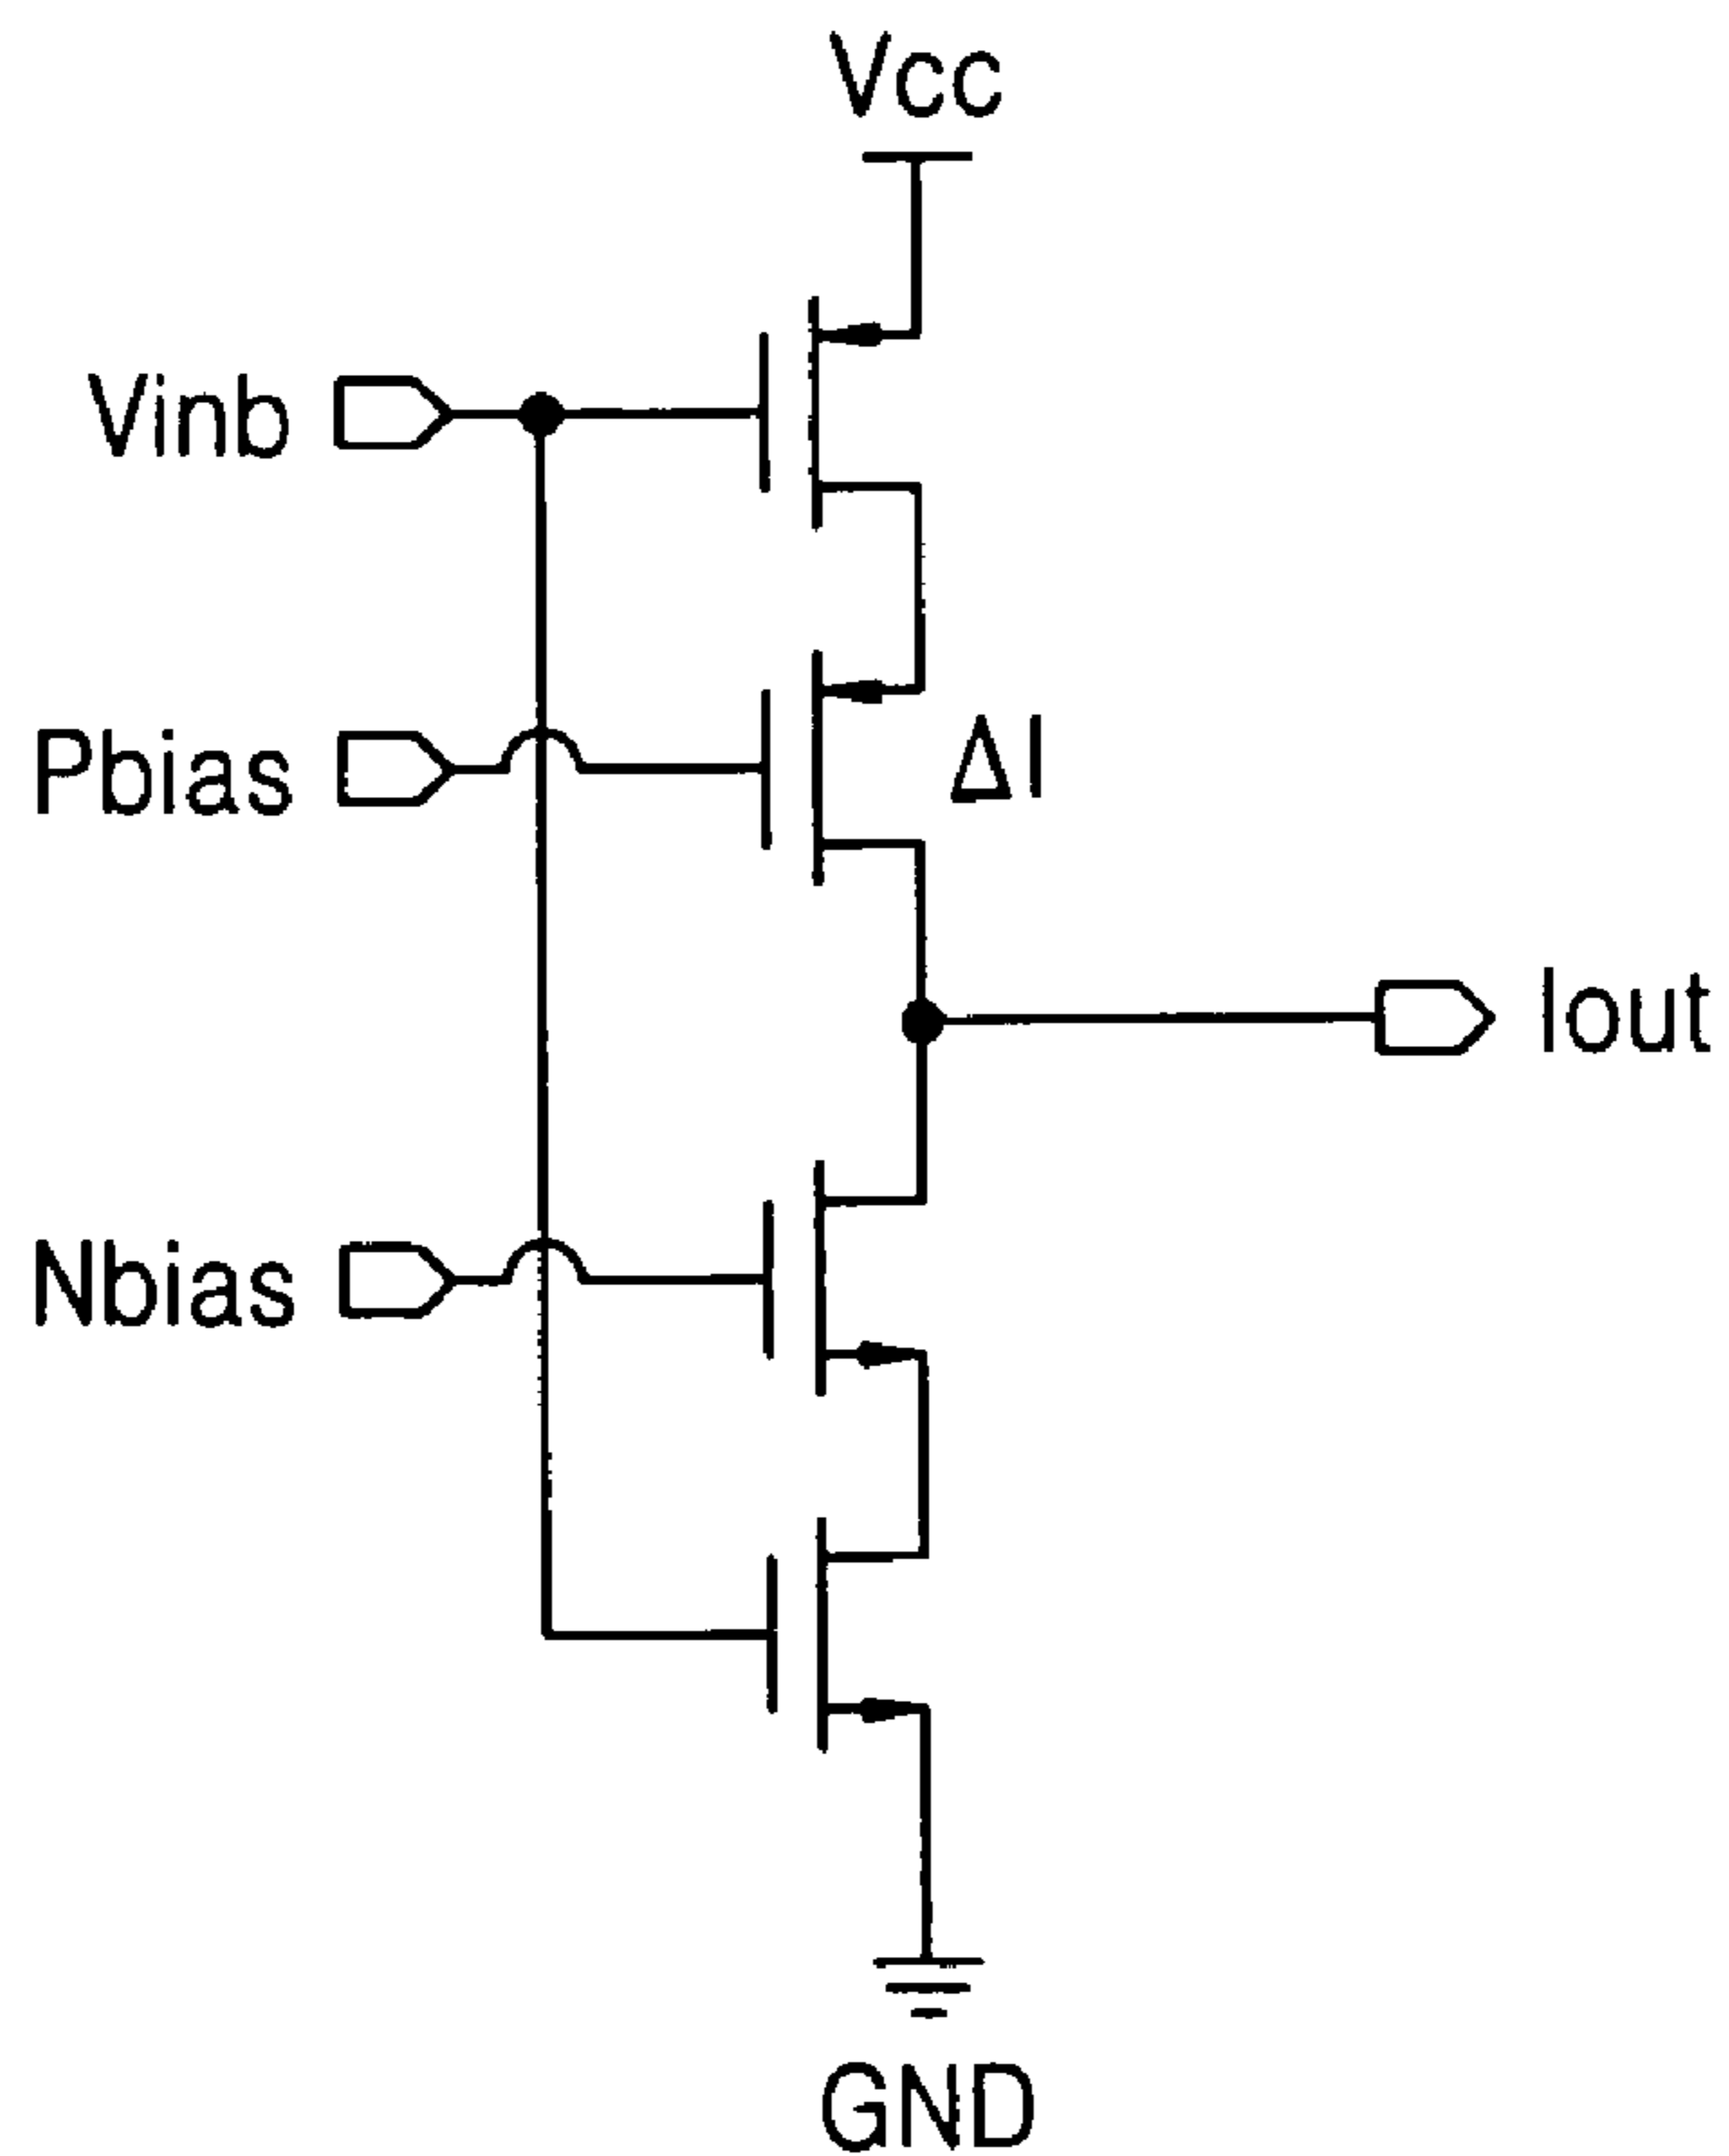 Vcc
Vinb
Pbias
ΔI
Iout
Nbias
GND